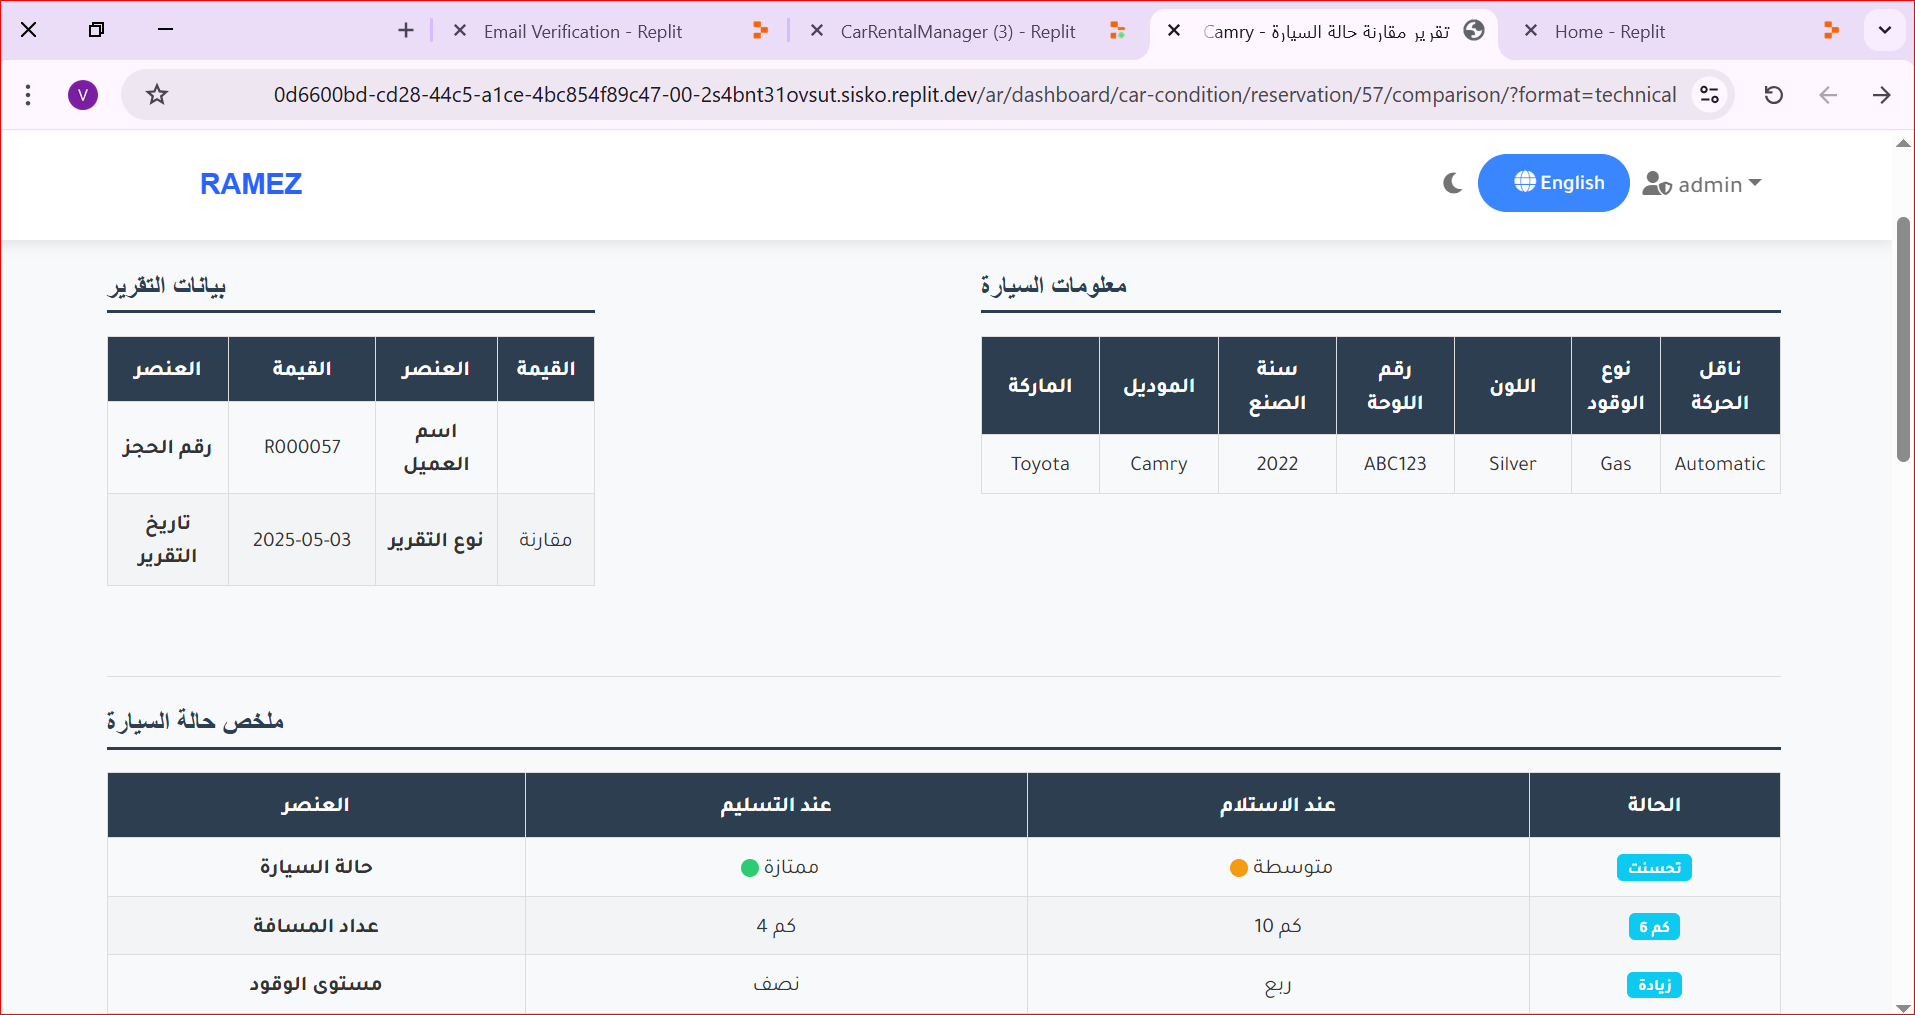 Email Verification - Replit
CarRentalManager (3) - Replit
تقرير مقارنة حالة السيارة - Camry
Home - Replit
V
0d6600bd-cd28-44c5-a1ce-4bc854f89c47-00-2s4bnt31ovsut.sisko.replit.dev/ar/dashboard/car-condition/reservation/57/comparison/?format=technical
RAMEZ
English
admin
بيانات التقرير
العنصر القيمة العنصر القيمة
رقم الحجز R000057 اسم العميل
تاريخ التقرير 2025-05-03 نوع التقرير مقارنة
معلومات السيارة
الماركة الموديل سنة الصنع رقم اللوحة اللون نوع الوقود ناقل الحركة
Toyota Camry 2022 ABC123 Silver Gas Automatic
ملخص حالة السيارة
العنصر عند التسليم عند الاستلام الحالة
حالة السيارة ممتازة متوسطة تحسنت
عداد المسافة 4 كم 10 كم 6 كم
مستوى الوقود نصف ربع زيادة